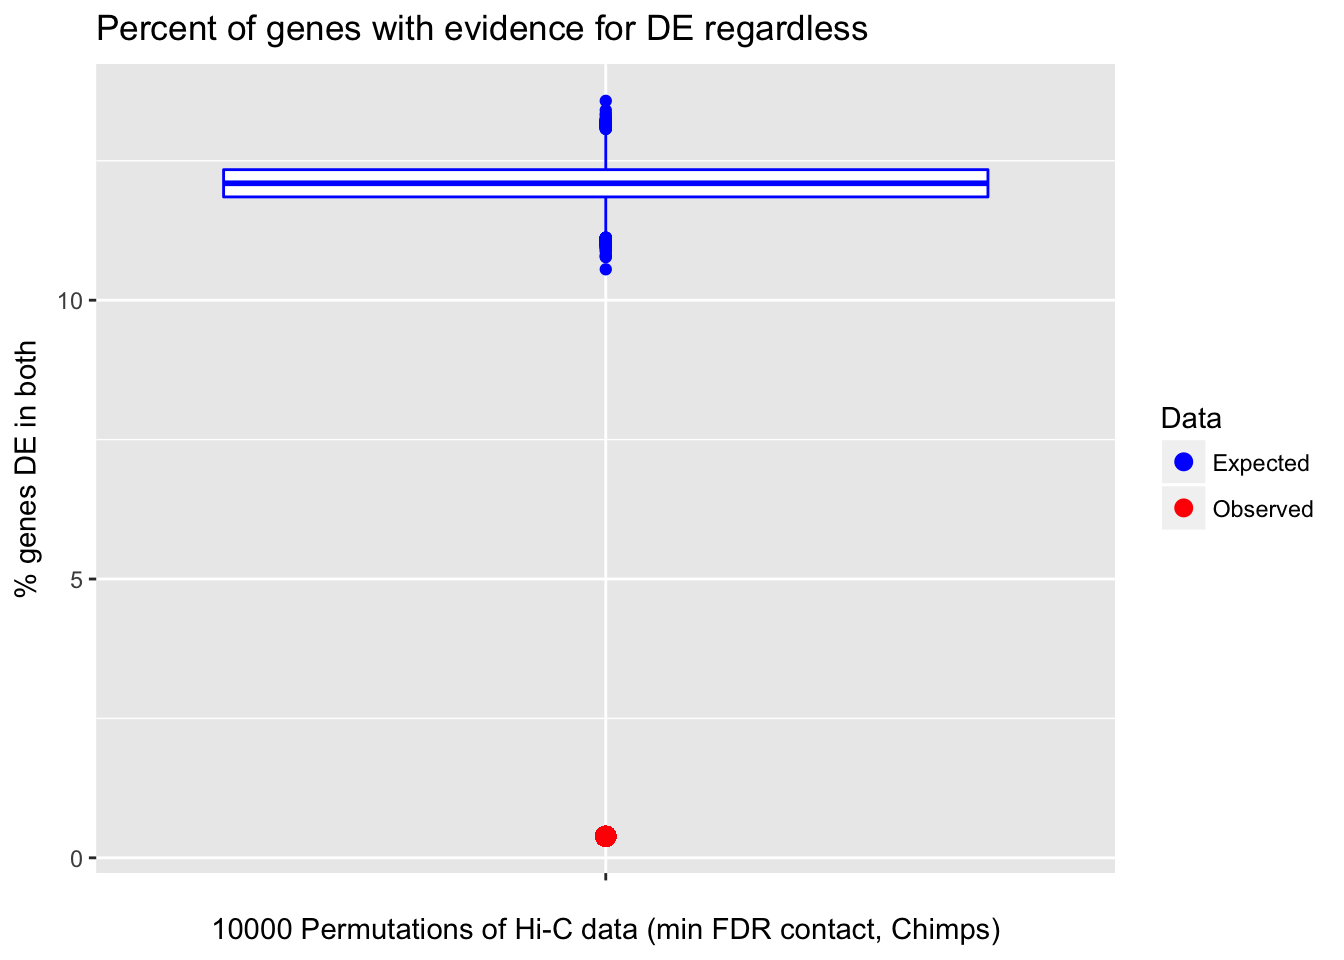 Percent of genes with evidence for DE regardless
% genes DE in both
10
5
0
10000 Permutations of Hi-C data (min FDR contact, Chimps)
Data
Expected
Observed